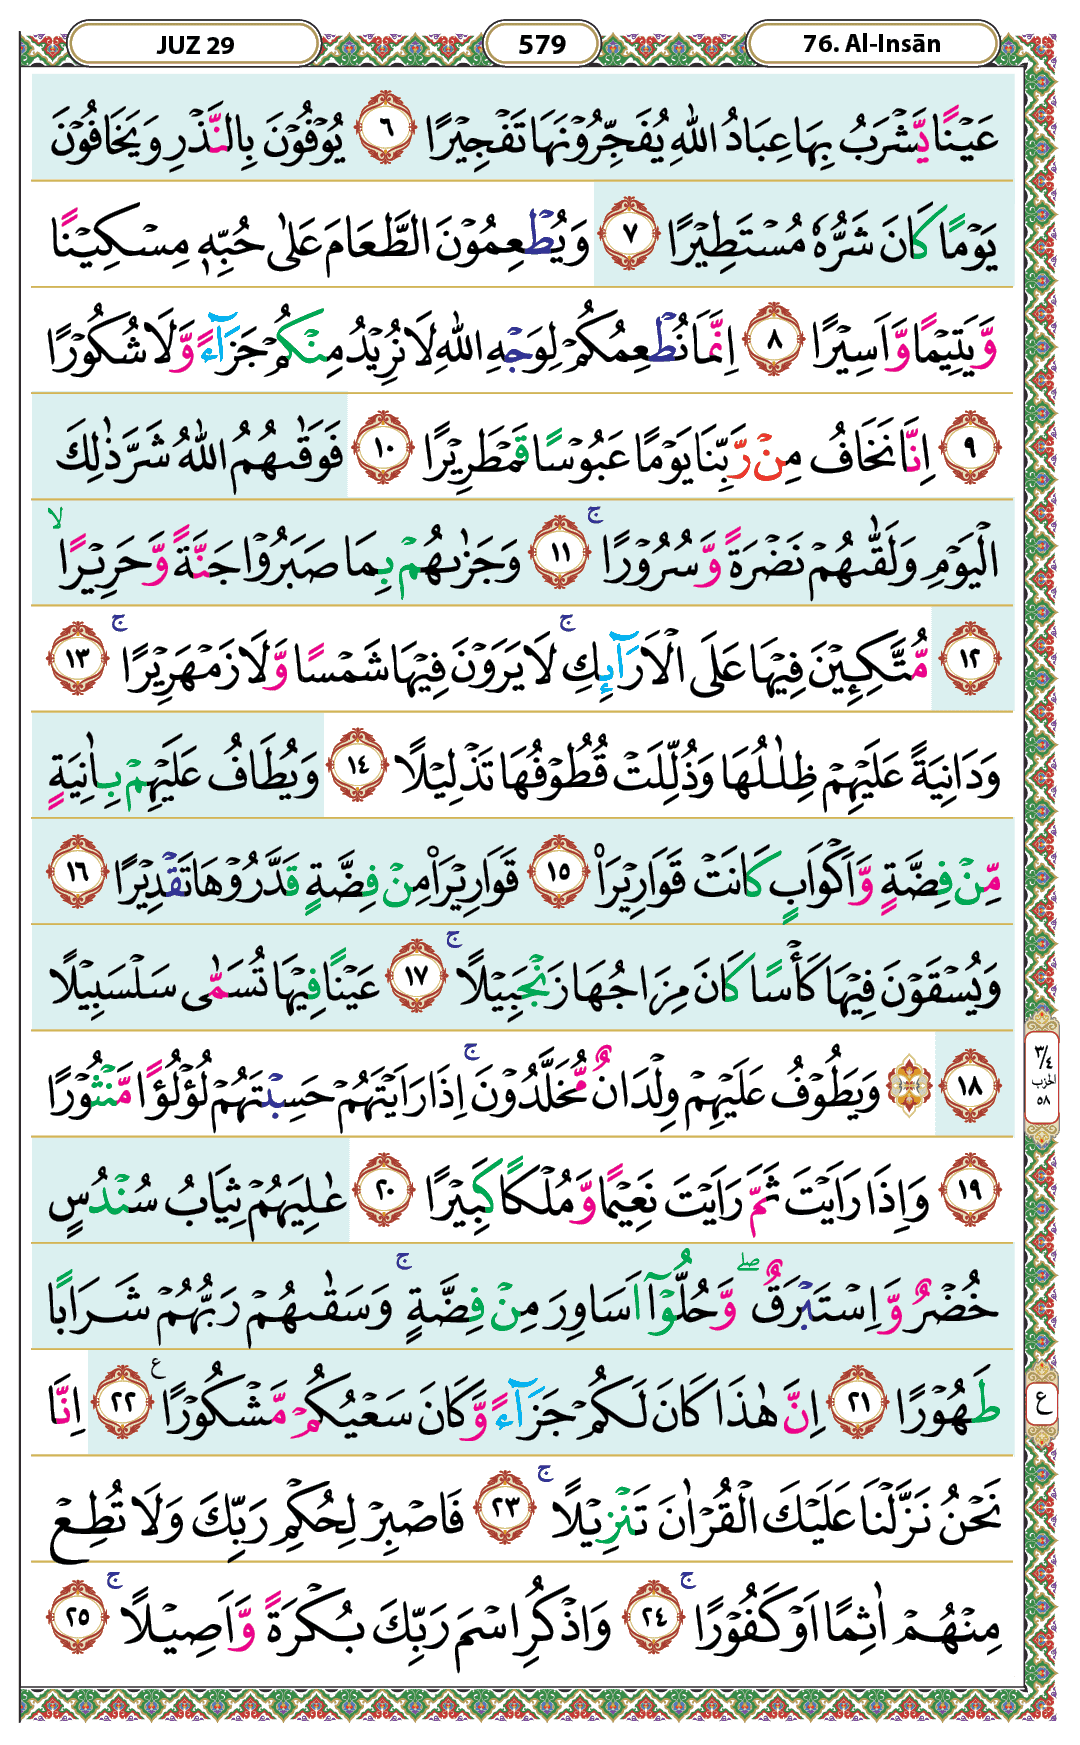 JUZ 29
579
76. Al-Insān
عَيْنًا يَّشْرَبُ بِهَا عِبَادُ اللّٰهِ يُفَجِّرُوْنَهَا تَفْجِيْرًا ٦ يُوْفُوْنَ بِالنَّذْرِ وَيَخَافُوْنَ
يَوْمًا كَانَ شَرُّهٗ مُسْتَطِيْرًا ٧ وَيُطْعِمُوْنَ الطَّعَامَ عَلٰى حُبِّهٖ مِسْكِيْنًا
وَّيَتِيْمًا وَّاَسِيْرًا ٨ اِنَّمَا نُطْعِمُكُمْ لِوَجْهِ اللّٰهِ لَا نُرِيْدُ مِنْكُمْ جَزَآءً وَّلَا شُكُوْرًا
٩ اِنَّا نَخَافُ مِنْ رَّبِّنَا يَوْمًا عَبُوْسًا قَمْطَرِيْرًا ١٠ فَوَقٰىهُمُ اللّٰهُ شَرَّ ذٰلِكَ
الْيَوْمِ وَلَقّٰىهُمْ نَضْرَةً وَّسُرُوْرًا ۚ ١١ وَجَزٰىهُمْ بِمَا صَبَرُوْا جَنَّةً وَّحَرِيْرًا ۙ
١٢ مُّتَّكِـِٕيْنَ فِيْهَا عَلَى الْاَرَآىِٕكِ ۚ لَا يَرَوْنَ فِيْهَا شَمْسًا وَّلَا زَمْهَرِيْرًا ۚ ١٣
وَدَانِيَةً عَلَيْهِمْ ظِلٰلُهَا وَذُلِّلَتْ قُطُوْفُهَا تَذْلِيْلًا ١٤ وَيُطَافُ عَلَيْهِمْ بِاٰنِيَةٍ
مِّنْ فِضَّةٍ وَّاَكْوَابٍ كَانَتْ قَوَارِيْرَا۠ ١٥ قَوَارِيْرَا۟ مِنْ فِضَّةٍ قَدَّرُوْهَا تَقْدِيْرًا ١٦
وَيُسْقَوْنَ فِيْهَا كَأْسًا كَانَ مِزَاجُهَا زَنْجَبِيْلًا ۚ ١٧ عَيْنًا فِيْهَا تُسَمّٰى سَلْسَبِيْلًا
١٨ ۞ وَيَطُوْفُ عَلَيْهِمْ وِلْدَانٌ مُّخَلَّدُوْنَ ۚ اِذَا رَاَيْتَهُمْ حَسِبْتَهُمْ لُؤْلُؤًا مَّنْثُوْرًا
٣/٤
الحزب
٥٨
١٩ وَاِذَا رَاَيْتَ ثَمَّ رَاَيْتَ نَعِيْمًا وَّمُلْكًا كَبِيْرًا ٢٠ عٰلِيَهُمْ ثِيَابُ سُنْدُسٍ
خُضْرٌ وَّاِسْتَبْرَقٌ ۖ وَّحُلُّوْٓا اَسَاوِرَ مِنْ فِضَّةٍ ۚ وَسَقٰىهُمْ رَبُّهُمْ شَرَابًا
طَهُوْرًا ٢١ اِنَّ هٰذَا كَانَ لَكُمْ جَزَآءً وَّكَانَ سَعْيُكُمْ مَّشْكُوْرًا ع ٢٢ اِنَّا
ع
نَحْنُ نَزَّلْنَا عَلَيْكَ الْقُرْاٰنَ تَنْزِيْلًا ۚ ٢٣ فَاصْبِرْ لِحُكْمِ رَبِّكَ وَلَا تُطِعْ
مِنْهُمْ اٰثِمًا اَوْ كَفُوْرًا ۚ ٢٤ وَاذْكُرِ اسْمَ رَبِّكَ بُكْرَةً وَّاَصِيْلًا ۚ ٢٥